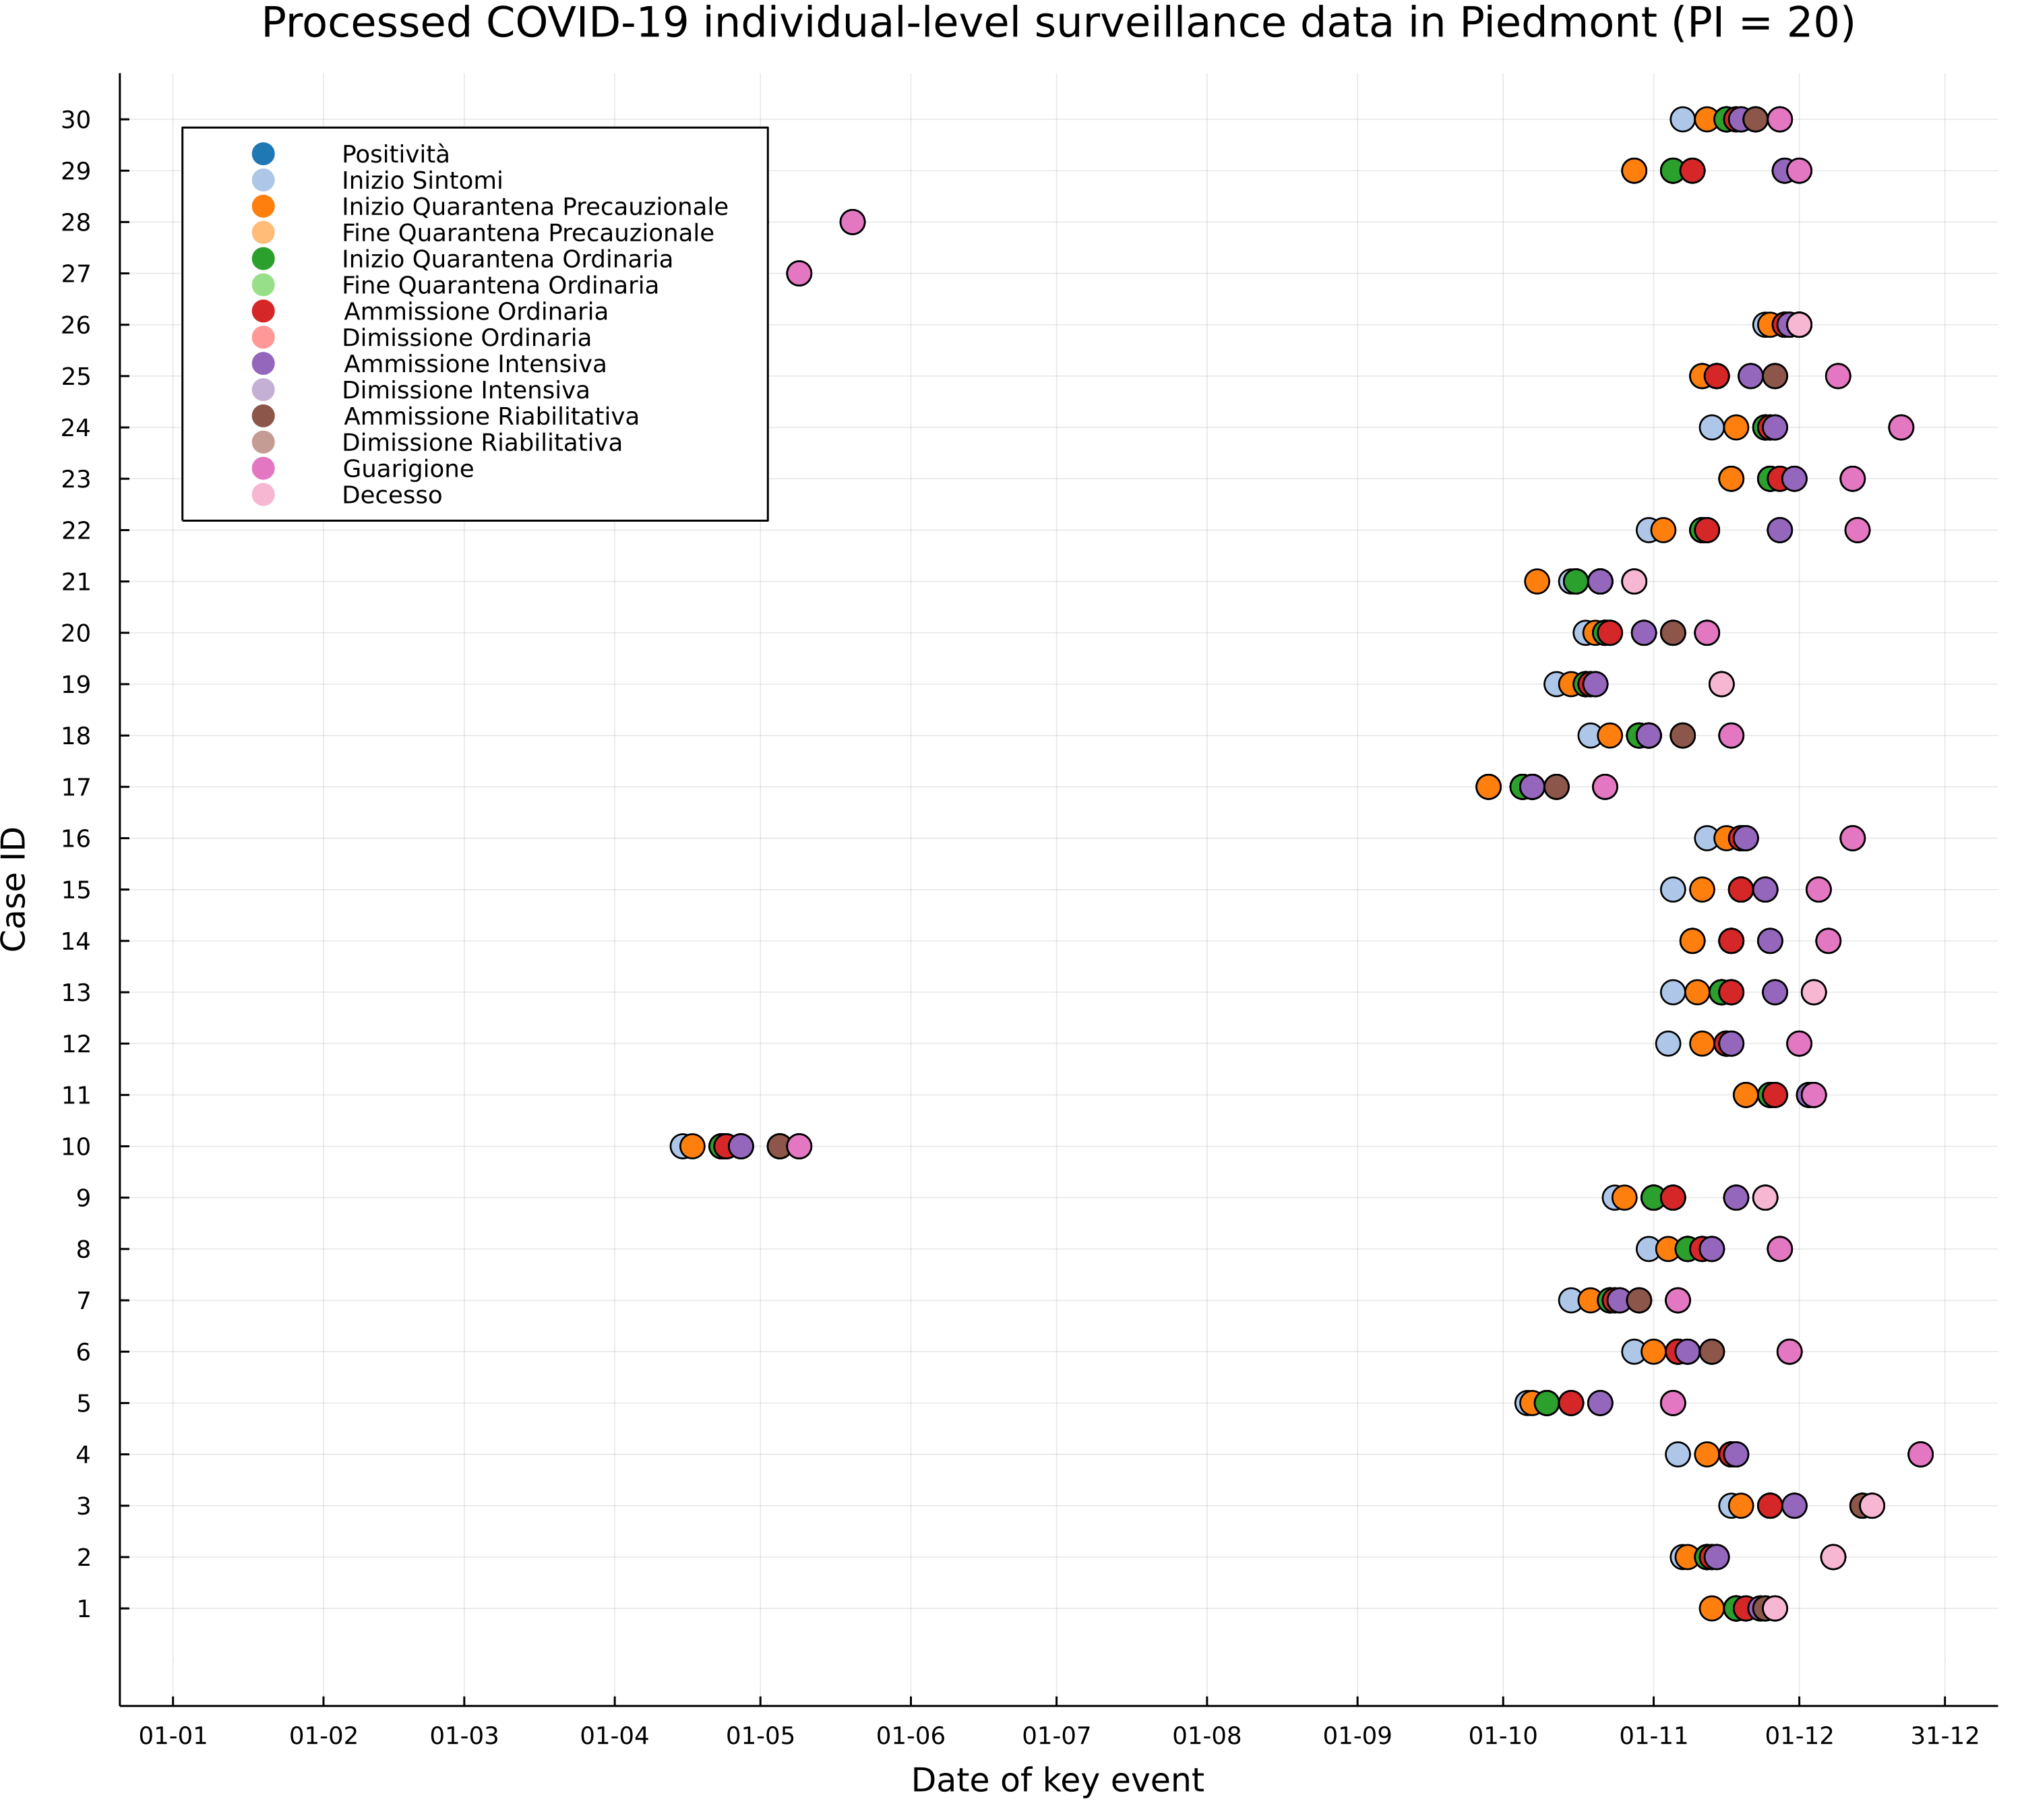 Processed COVID-19 individual-level surveillance data in Piedmont (PI = 20)
30
29
28
27
26
25
24
23
22
21
20
19
18
17
16
15
14
13
12
11
10
9
8
7
6
5
4
3
2
1
Positività
Inizio Sintomi
Inizio Quarantena Precauzionale
Fine Quarantena Precauzionale
Inizio Quarantena Ordinaria
Fine Quarantena Ordinaria
Ammissione Ordinaria
Dimissione Ordinaria
Ammissione Intensiva
Dimissione Intensiva
Ammissione Riabilitativa
Dimissione Riabilitativa
Guarigione
Decesso
Case ID
01-01 01-02 01-03 01-04 01-05 01-06 01-07 01-08 01-09 01-10 01-11 01-12 31-12
Date of key event